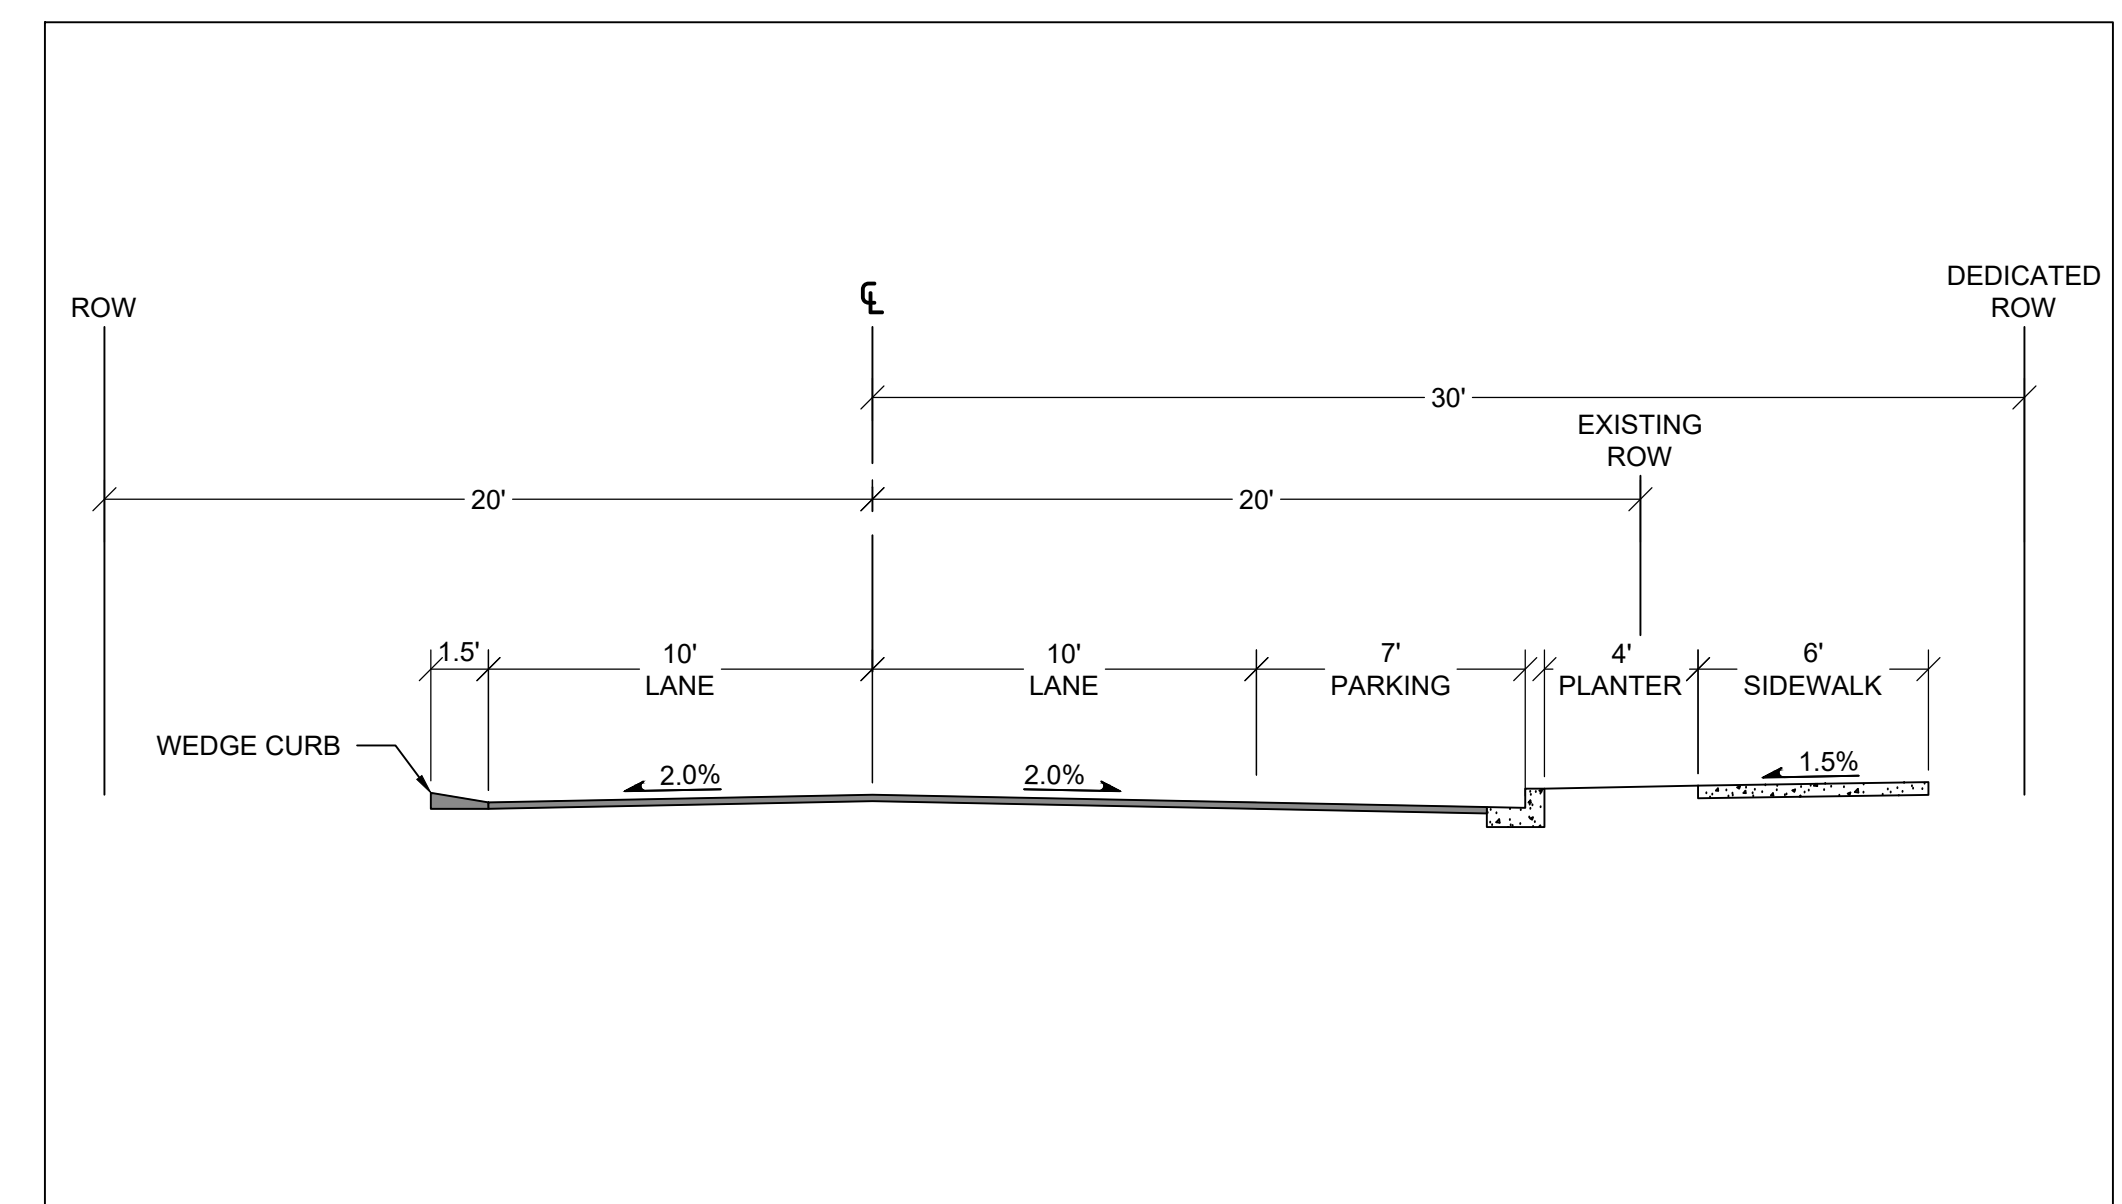 DEDICATED
ROW
ROW
℄
30'
EXISTING
ROW
20'
20'
1.5'
10'
LANE
10'
LANE
7'
PARKING
4'
PLANTER
6'
SIDEWALK
WEDGE CURB
2.0%
2.0%
1.5%